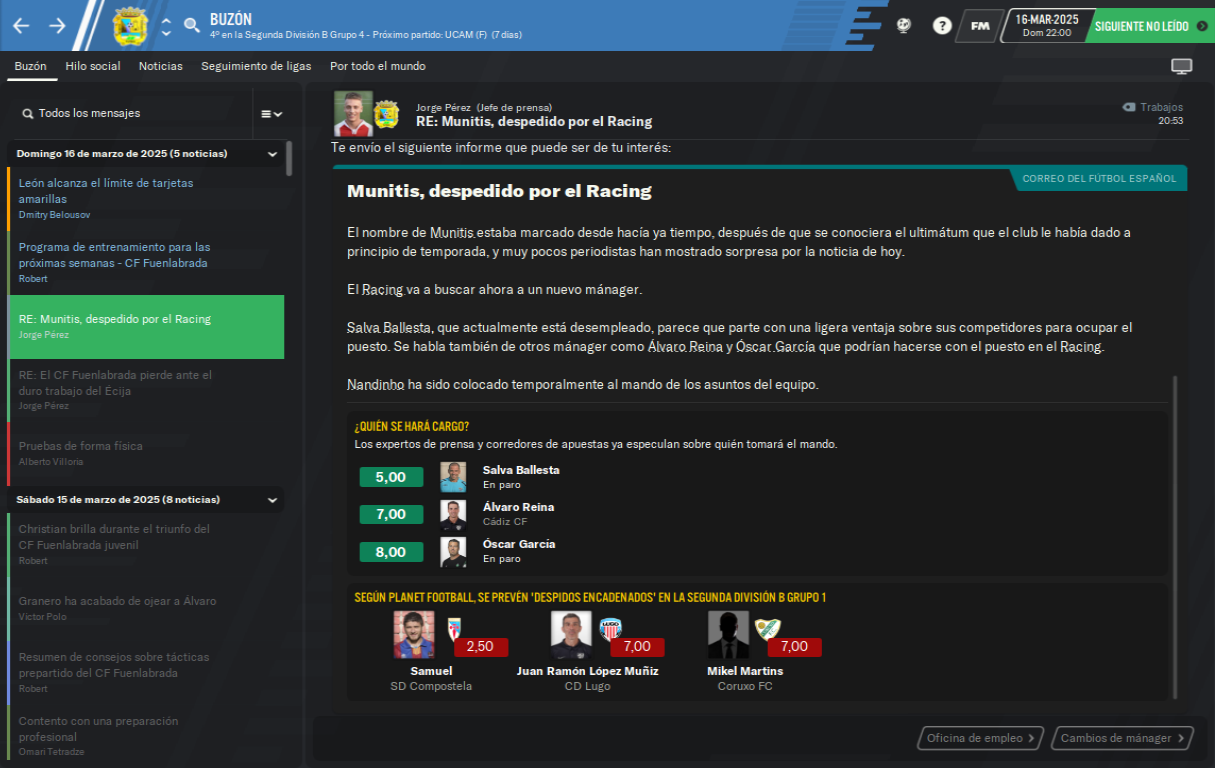 BUZÓN
4º en la Segunda División B Grupo 4 - Próximo partido: UCAM (F) (7 días)
?
FM
16-MAR-2025
Dom 22:00
SIGUIENTE NO LEÍDO
Buzón
Hilo social
Noticias
Seguimiento de ligas
Por todo el mundo
Todos los mensajes
Domingo 16 de marzo de 2025 (5 noticias)
León alcanza el límite de tarjetas
amarillas
Dmitry Belousov
Programa de entrenamiento para las
próximas semanas - CF Fuenlabrada
Robert
RE: Munitis, despedido por el Racing
Jorge Pérez
RE: El CF Fuenlabrada pierde ante el
duro trabajo del Écija
Jorge Pérez
Pruebas de forma física
Alberto Villoria
Sábado 15 de marzo de 2025 (8 noticias)
Christian brilla durante el triunfo del
CF Fuenlabrada juvenil
Robert
Granero ha acabado de ojear a Álvaro
Víctor Polo
Resumen de consejos sobre tácticas
prepartido del CF Fuenlabrada
Robert
Contento con una preparación
profesional
Omari Tetradze
Jorge Pérez (Jefe de prensa)
RE: Munitis, despedido por el Racing
Trabajos
20:53
Te envío el siguiente informe que puede ser de tu interés:
CORREO DEL FÚTBOL ESPAÑOL
Munitis, despedido por el Racing
El nombre de Munitis estaba marcado desde hacía ya tiempo, después de que se conociera el ultimátum que el club le había dado a
principio de temporada, y muy pocos periodistas han mostrado sorpresa por la noticia de hoy.
El Racing va a buscar ahora a un nuevo mánager.
Salva Ballesta, que actualmente está desempleado, parece que parte con una ligera ventaja sobre sus competidores para ocupar el
puesto. Se habla también de otros mánager como Álvaro Reina y Óscar García que podrían hacerse con el puesto en el Racing.
Nandinho ha sido colocado temporalmente al mando de los asuntos del equipo.
¿QUIÉN SE HARÁ CARGO?
Los expertos de prensa y corredores de apuestas ya especulan sobre quién tomará el mando.
5,00
Salva Ballesta
En paro
7,00
Álvaro Reina
Cádiz CF
8,00
Óscar García
En paro
SEGÚN PLANET FOOTBALL, SE PREVÉN 'DESPIDOS ENCADENADOS' EN LA SEGUNDA DIVISIÓN B GRUPO 1
2,50
Samuel
SD Compostela
LUGO
7,00
Juan Ramón López Muñiz
CD Lugo
7,00
Mikel Martins
Coruxo FC
Oficina de empleo
Cambios de mánager